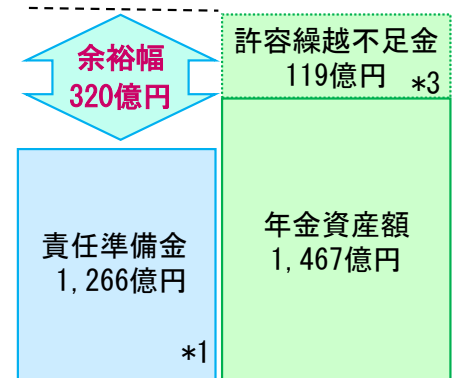 余裕幅
320億円
許容繰越不足金
119億円 *3
責任準備金
1,266億円
*1
年金資産額
1,467億円